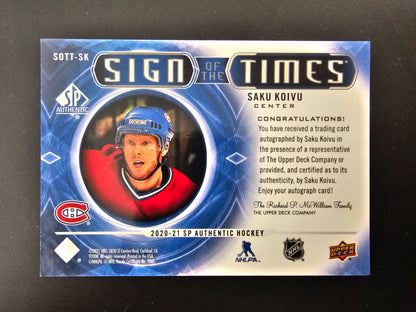 SOTT-SK
SIGN OF THE TIMES
SP
AUTHENTIC
SAKU KOIVU
CENTER
CONGRATULATIONS!
You have received a trading card
autographed by Saku Koivu in
the presence of a representative
of The Upper Deck Company
or provided, and certified as to its
authenticity, by Saku Koivu.
Enjoy your autograph card!
The Richard P. McWilliam Family
THE UPPER DECK COMPANY
2020-21 SP AUTHENTIC HOCKEY
NHLPA
NHL
UPPER DECK